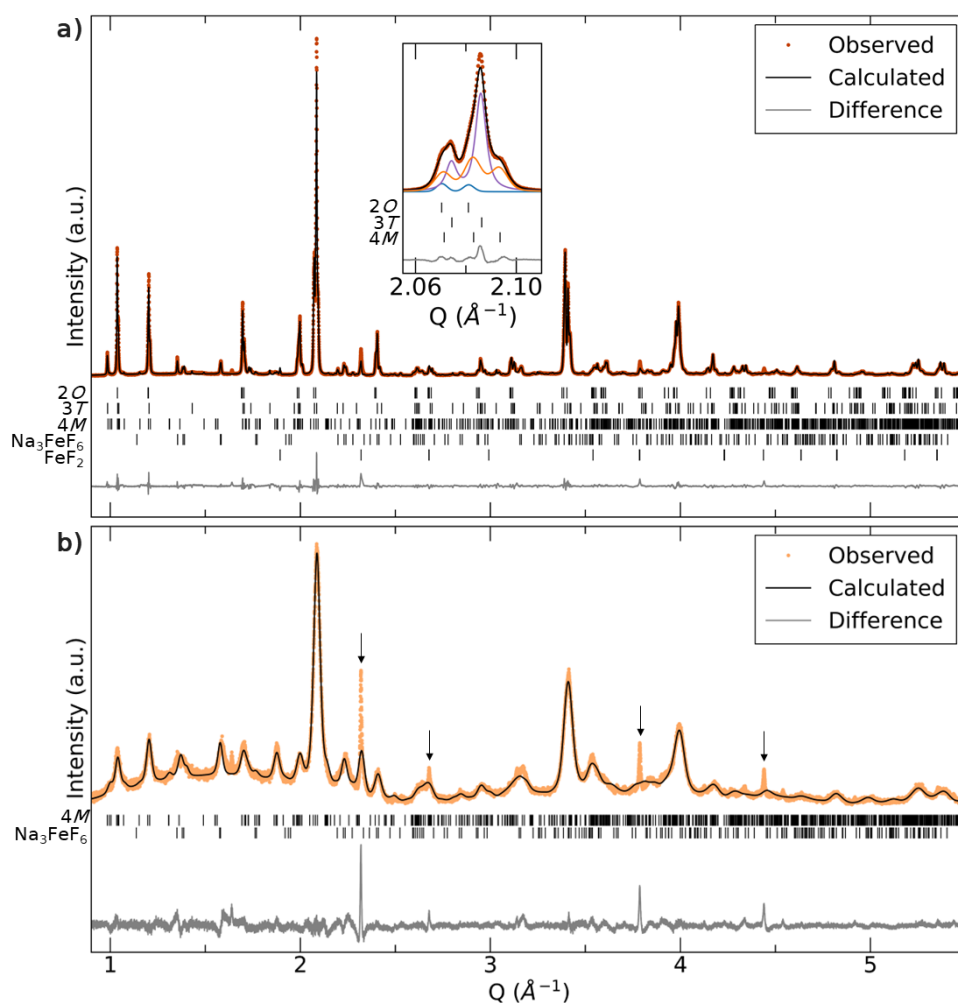 a)
Observed
Calculated
Difference
Intensity (a.u.)
2O
3T
4M
2.06 2.10
Q (Å⁻¹)
2O
3T
4M
Na₃FeF₆
FeF₂
b)
Observed
Calculated
Difference
Intensity (a.u.)
4M
Na₃FeF₆
1 2 3 4 5
Q (Å⁻¹)